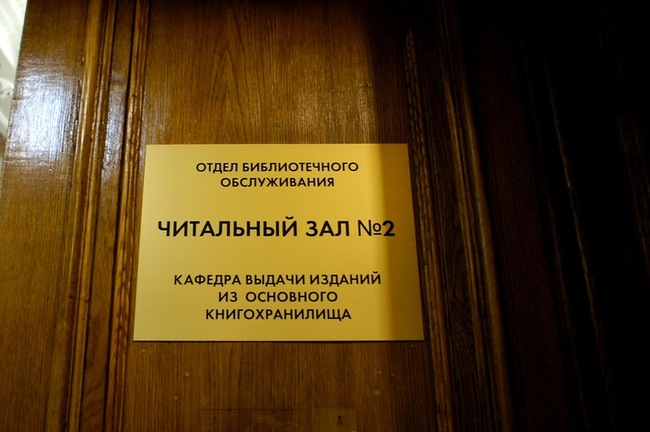 ОТДЕЛ БИБЛИОТЕЧНОГО
ОБСЛУЖИВАНИЯ
ЧИТАЛЬНЫЙ ЗАЛ №2
КАФЕДРА ВЫДАЧИ ИЗДАНИЙ
ИЗ ОСНОВНОГО
КНИГОХРАНИЛИЩА